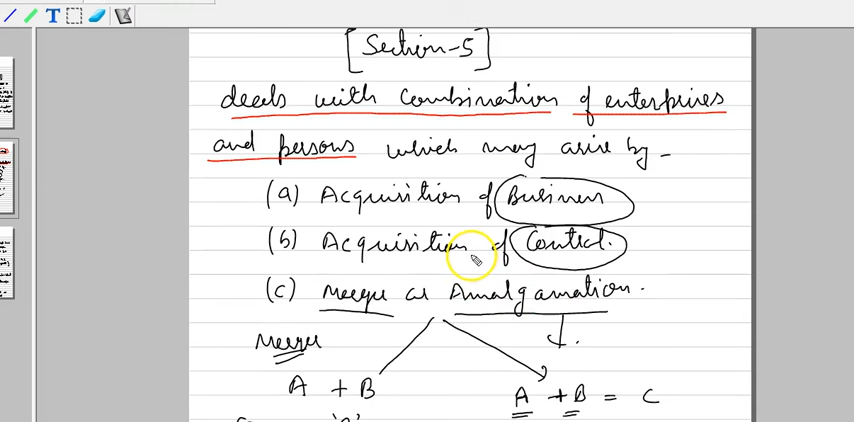 [Section-5]
deals with Combination of enterprises
and persons which may arise by -
(a) Acquisition of Business
(b) Acquisition of Control.
(c) Merger or Amalgamation.
Merger
A + B
A + B = C